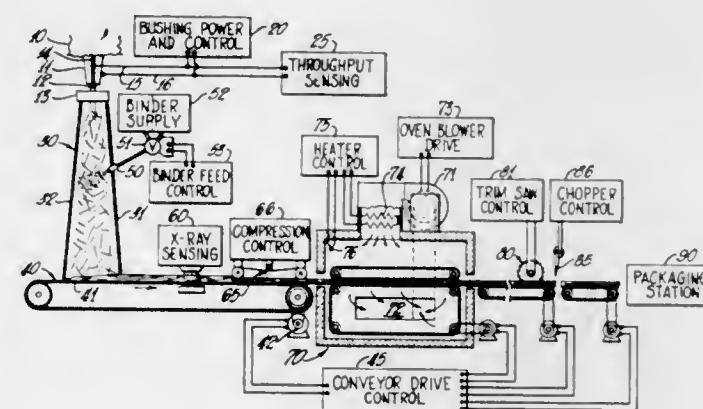 10
14
11
12
13
15
16
20
BUSHING POWER
AND CONTROL
25
THROUGHPUT
SENSING
30
32
31
BINDER
SUPPLY
52
51
V
50
53
BINDER FEED
CONTROL
60
X-RAY
SENSING
66
COMPRESSION
CONTROL
65
40
41
42
75
HEATER
CONTROL
73
OVEN BLOWER
DRIVE
74
71
76
72
70
81
TRIM SAW
CONTROL
86
CHOPPER
CONTROL
80
85
90
PACKAGING
STATION
45
CONVEYOR DRIVE
CONTROL